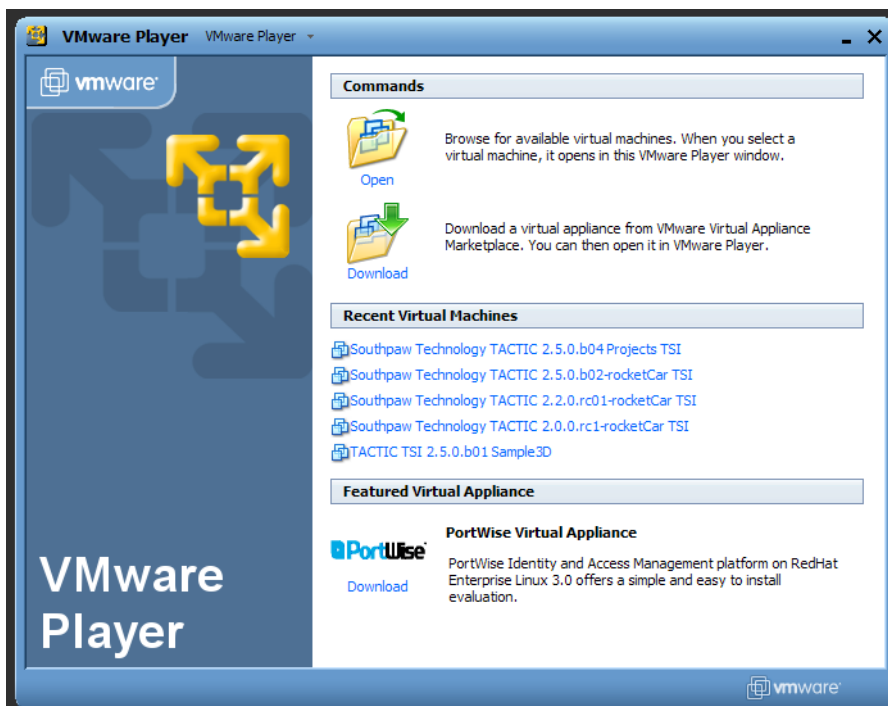 VMware Player VMware Player
vmware
Commands
Browse for available virtual machines. When you select a
virtual machine, it opens in this VMware Player window.
Open
Download a virtual appliance from VMware Virtual Appliance
Marketplace. You can then open it in VMware Player.
Download
Recent Virtual Machines
Southpaw Technology TACTIC 2.5.0.b04 Projects TSI
Southpaw Technology TACTIC 2.5.0.b02-rocketCar TSI
Southpaw Technology TACTIC 2.2.0.rc01-rocketCar TSI
Southpaw Technology TACTIC 2.0.0.rc1-rocketCar TSI
TACTIC TSI 2.5.0.b01 Sample3D
Featured Virtual Appliance
PortWise
PortWise Virtual Appliance
PortWise Identity and Access Management platform on RedHat
Enterprise Linux 3.0 offers a simple and easy to install
evaluation.
Download
VMware
Player
vmware